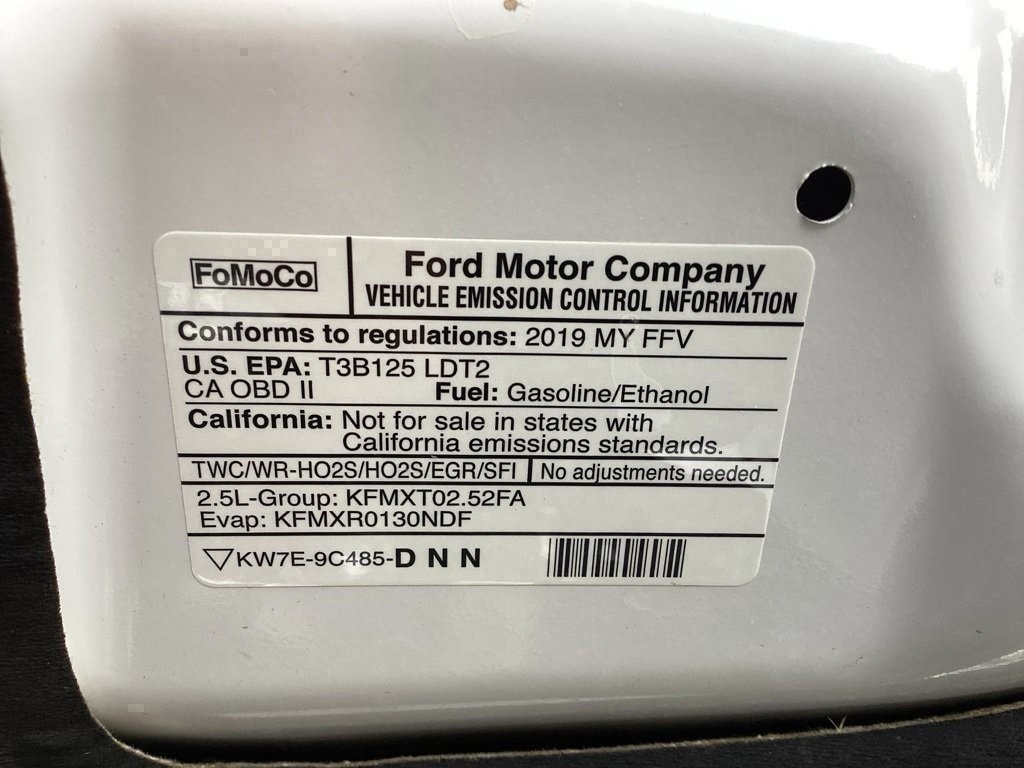 FoMoCo
Ford Motor Company
VEHICLE EMISSION CONTROL INFORMATION
Conforms to regulations: 2019 MY FFV
U.S. EPA: T3B125 LDT2
CA OBD II Fuel: Gasoline/Ethanol
California: Not for sale in states with
California emissions standards.
TWC/WR-HO2S/HO2S/EGR/SFI No adjustments needed.
2.5L-Group: KFMXT02.52FA
Evap: KFMXR0130NDF
KW7E-9C485-D N N